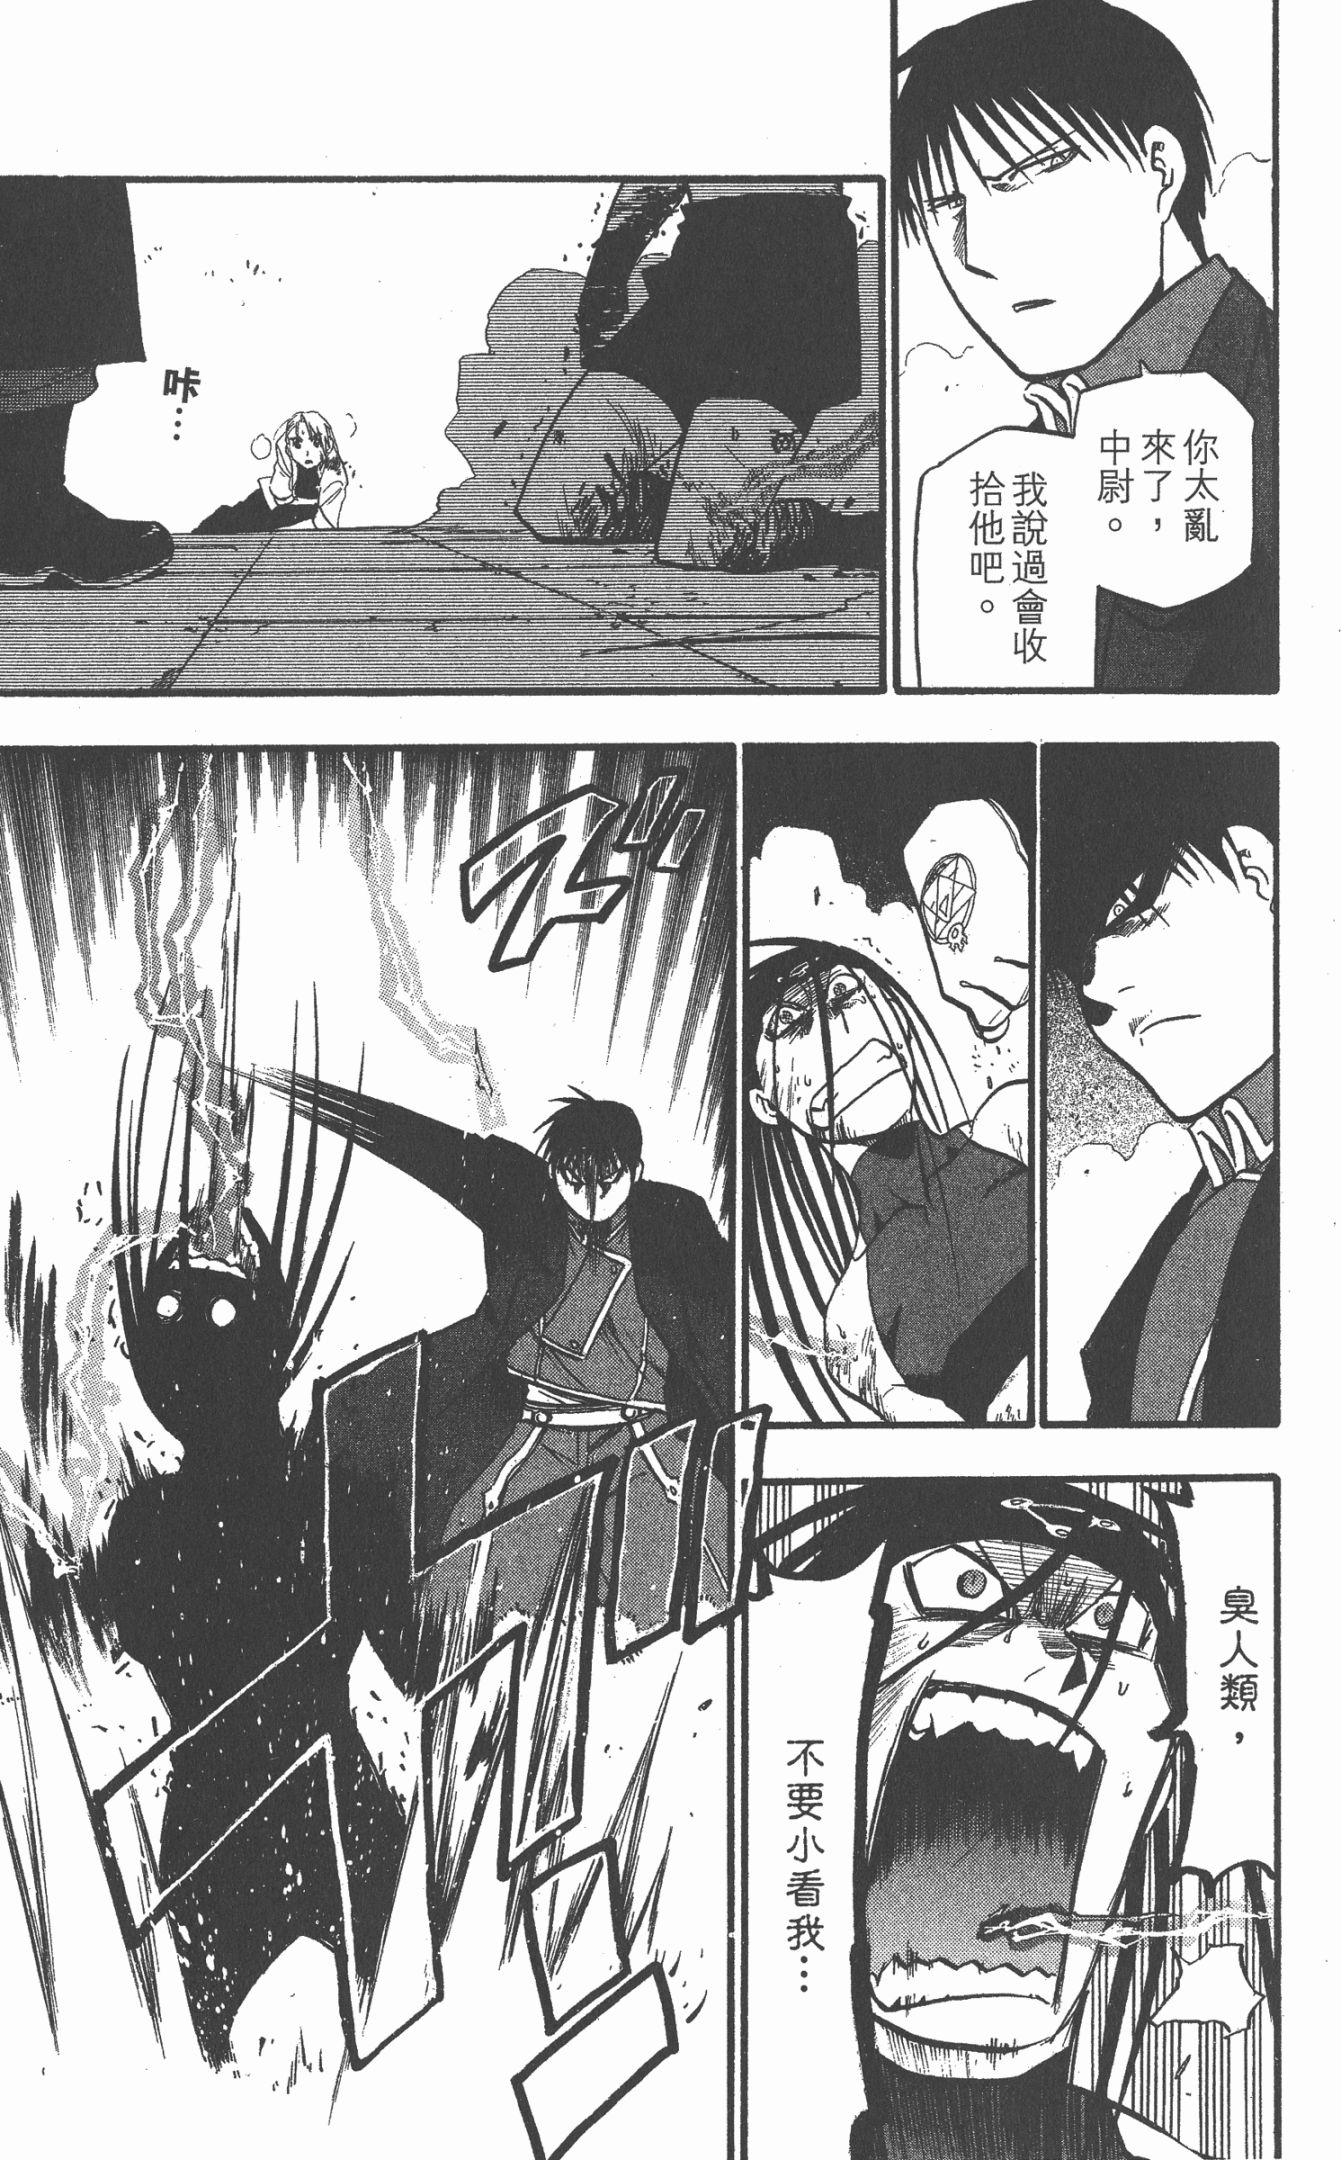 你太亂
來了，
中尉。
我說過會收
拾他吧。
咔…
臭人類，
不要小看我…